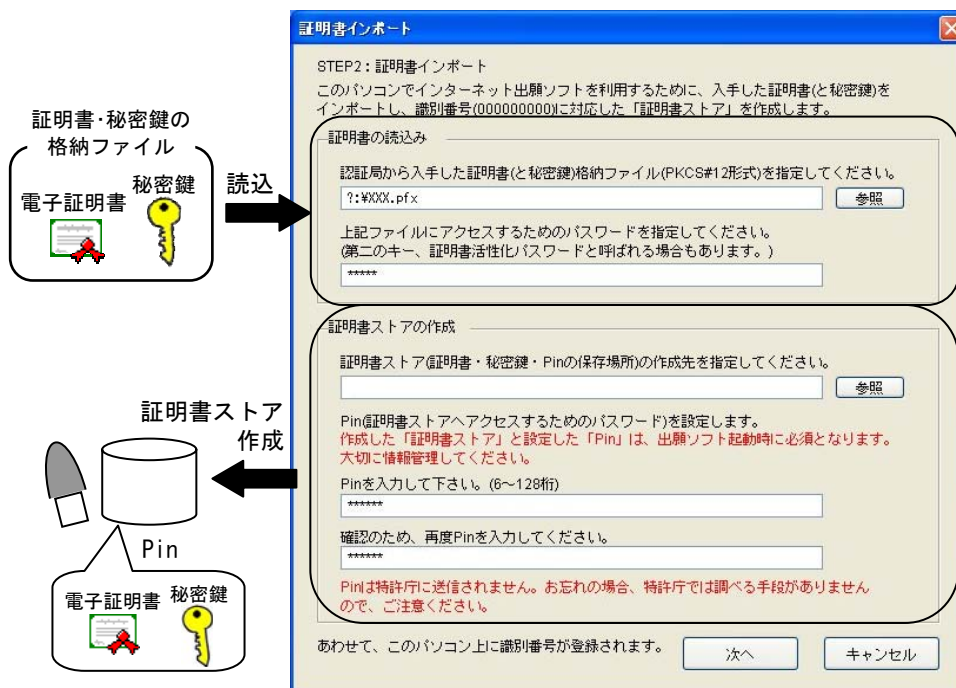 証明書インポート
STEP2:証明書インポート
このパソコンでインターネット出願ソフトを利用するために、入手した証明書(と秘密鍵)を
インポートし、識別番号(000000000)に対応した「証明書ストア」を作成します。
証明書・秘密鍵の
格納ファイル
電子証明書
秘密鍵
読込
証明書の読込み
認証局から入手した証明書(と秘密鍵)格納ファイル(PKCS#12形式)を指定してください。
?:¥XXX.pfx
参照
上記ファイルにアクセスするためのパスワードを指定してください。
(第二のキー、証明書活性化パスワードと呼ばれる場合もあります。)
*****
証明書ストアの作成
証明書ストア(証明書・秘密鍵・Pinの保存場所)の作成先を指定してください。
参照
Pin(証明書ストアへアクセスするためのパスワード)を設定します。
作成した「証明書ストア」と設定した「Pin」は、出願ソフト起動時に必須となります。
大切に情報管理してください。
Pinを入力して下さい。(6~128桁)
******
確認のため、再度Pinを入力してください。
******
Pinは特許庁に送信されません。お忘れの場合、特許庁では調べる手段がありません
ので、ご注意ください。
証明書ストア
作成
Pin
電子証明書
秘密鍵
あわせて、このパソコン上に識別番号が登録されます。
次へ
キャンセル